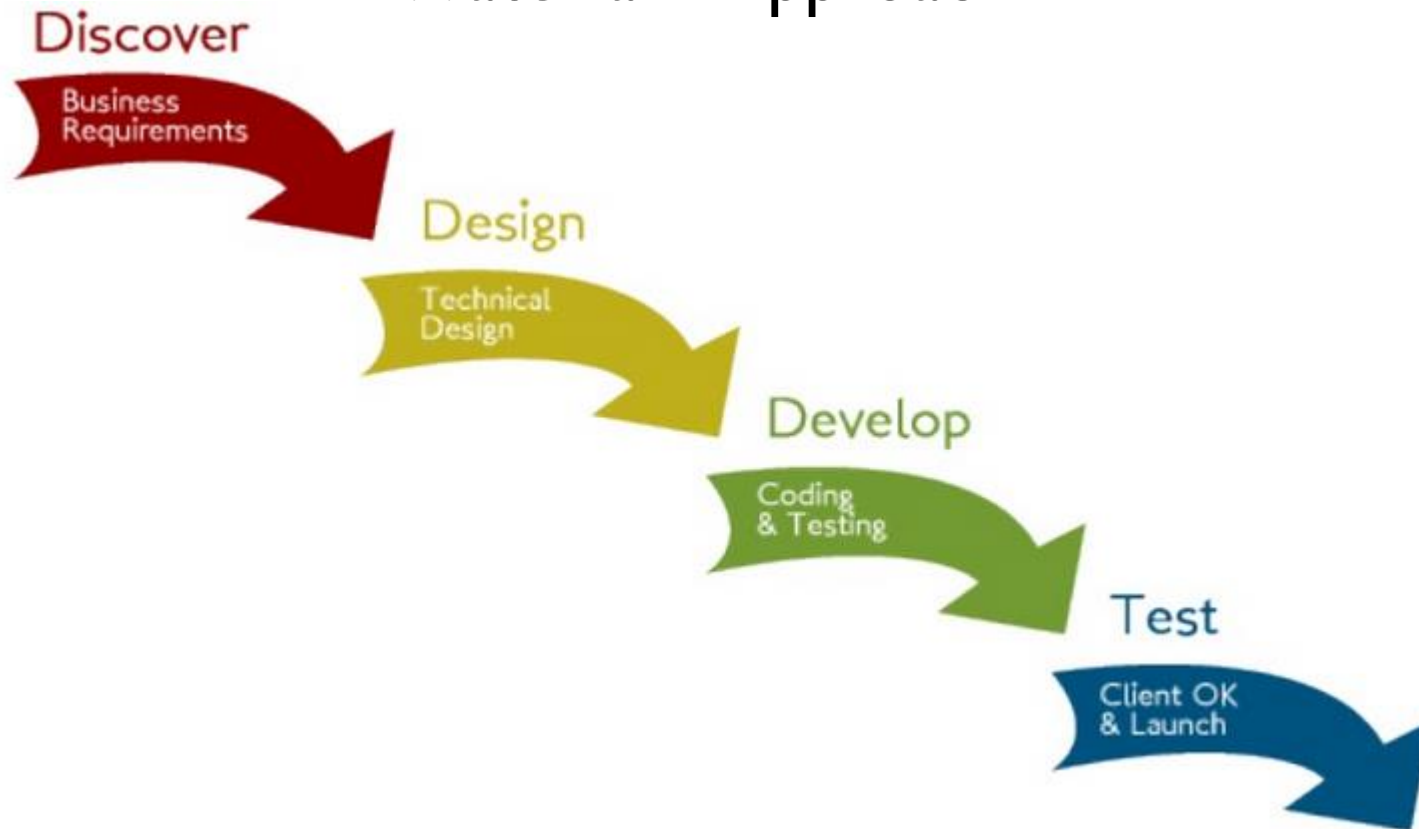 Discover
Business
Requirements
Design
Technical
Design
Develop
Coding
& Testing
Test
Client OK
& Launch